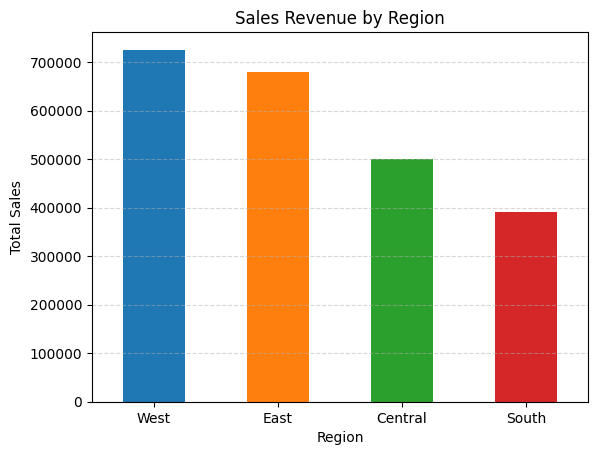 Sales Revenue by Region
Total Sales
700000
600000
500000
400000
300000
200000
100000
0
West East Central South
Region